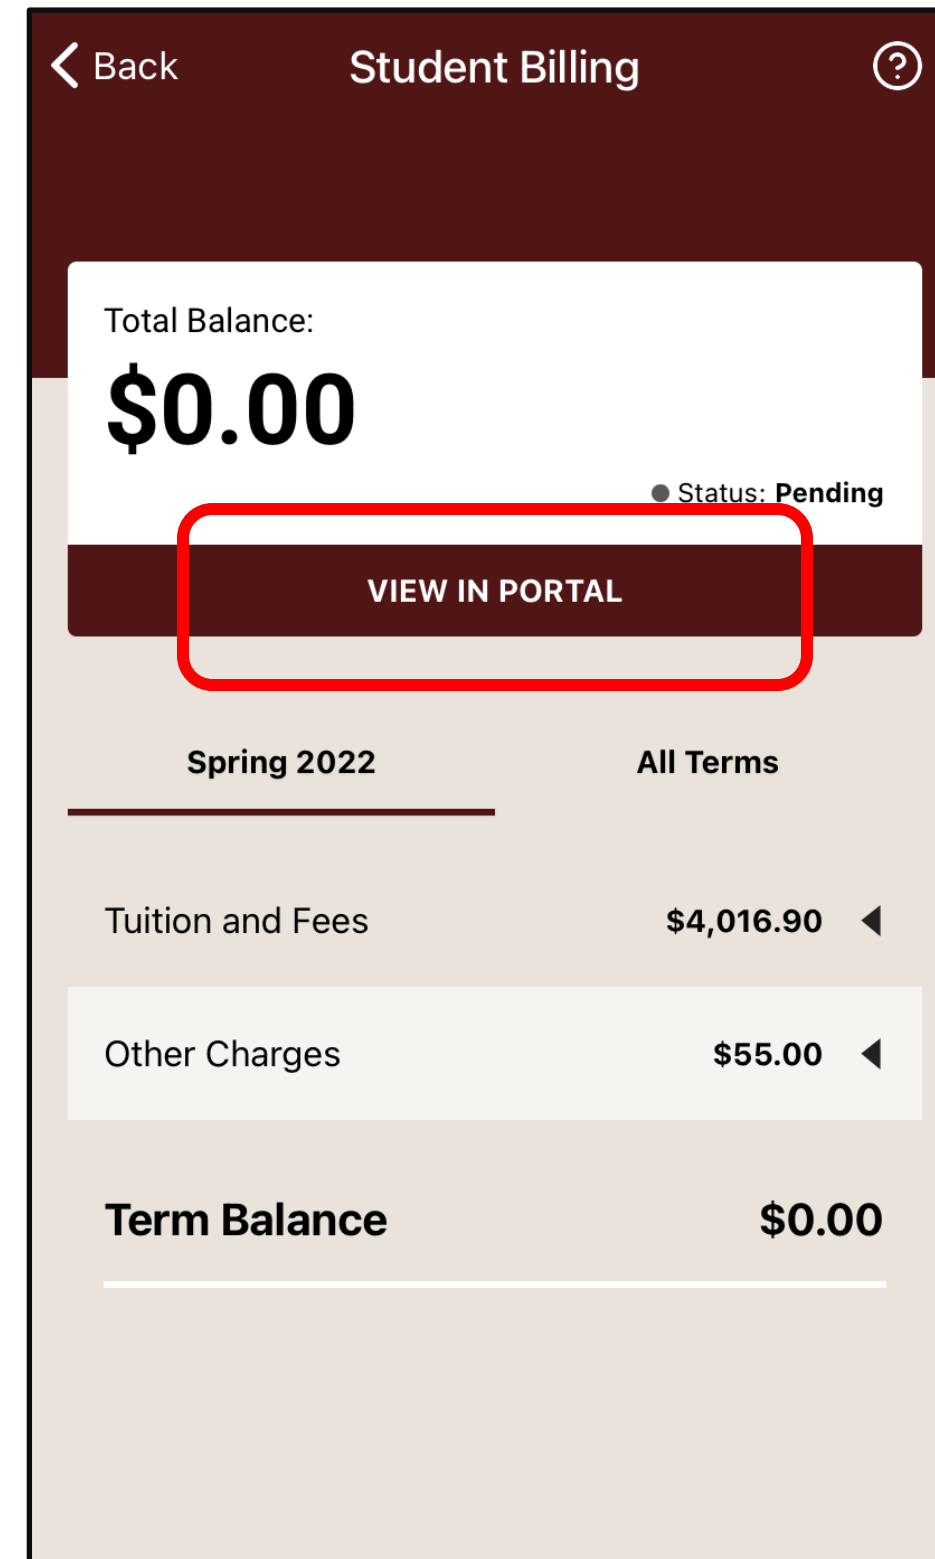 Back Student Billing ?
Total Balance:
$0.00
Status: Pending
VIEW IN PORTAL
Spring 2022 All Terms
Tuition and Fees $4,016.90
Other Charges $55.00
Term Balance $0.00